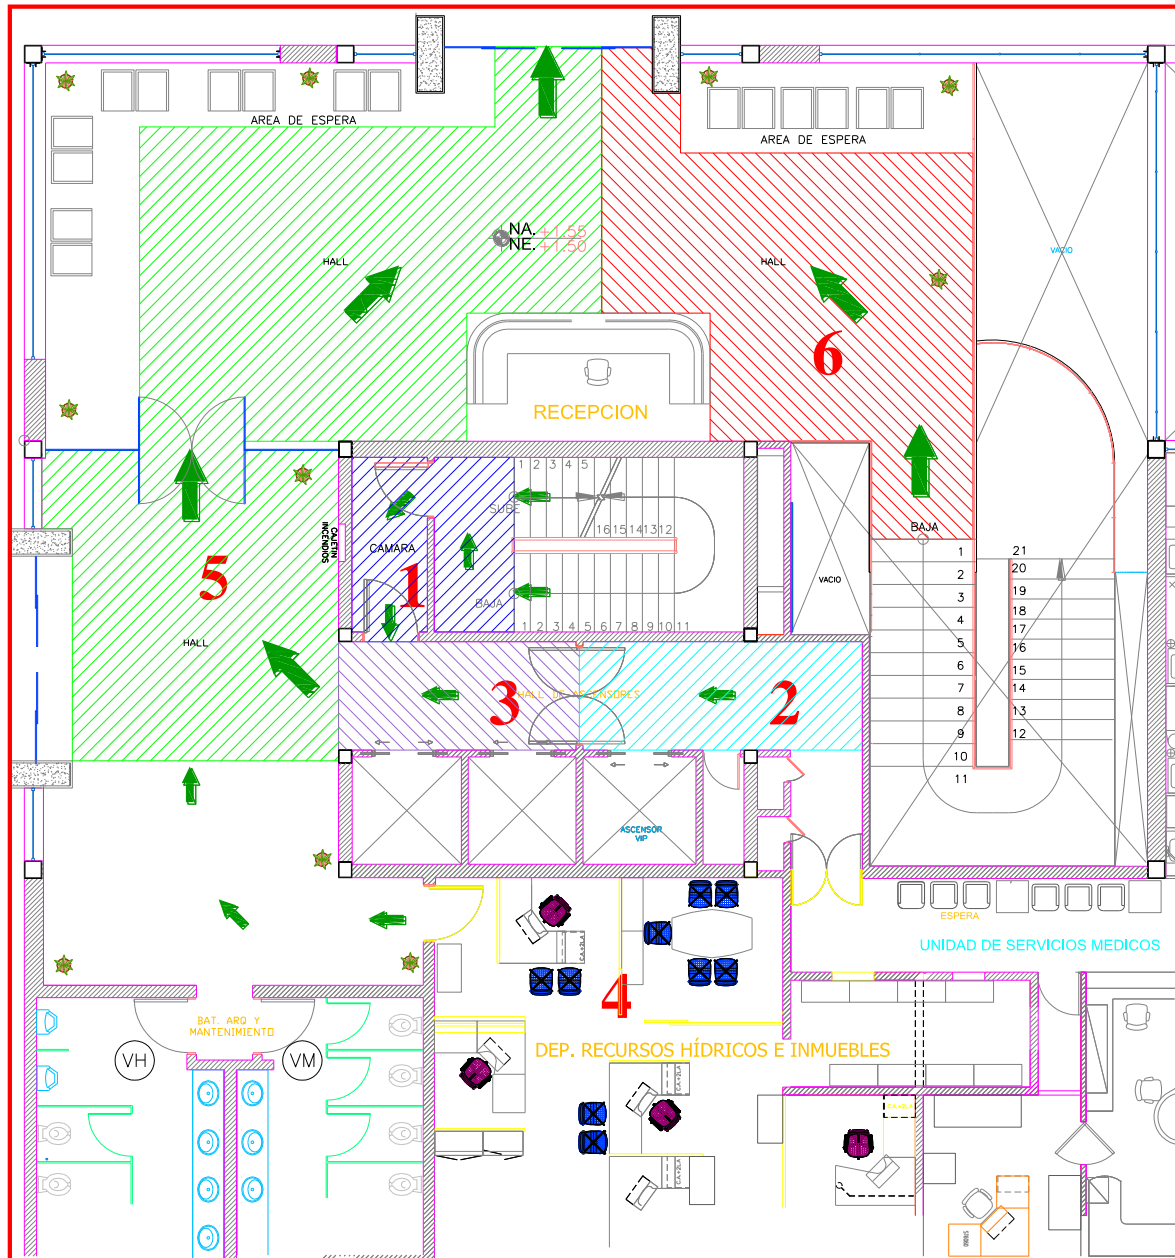 AREA DE ESPERA
AREA DE ESPERA
NA. +1.55
NE. +1.50
HALL
HALL
VACIO
6
RECEPCION
1 2 3 4 5
SUBE
16 15 14 13 12
CAJETIN
INCENDIOS
CAMARA
1
BAJA
1 2 3 4 5 6 7 8 9 10 11
5
HALL
VACIO
BAJA
1
2
3
4
5
6
7
8
9
10
11
21
20
19
18
17
16
15
14
13
12
HALL DE ASCENSORES
3
2
ASCENSOR
VIP
ESPERA
UNIDAD DE SERVICIOS MEDICOS
4
DEP. RECURSOS HÍDRICOS E INMUEBLES
BAT. ARQ Y
MANTENIMIENTO
VH
VM